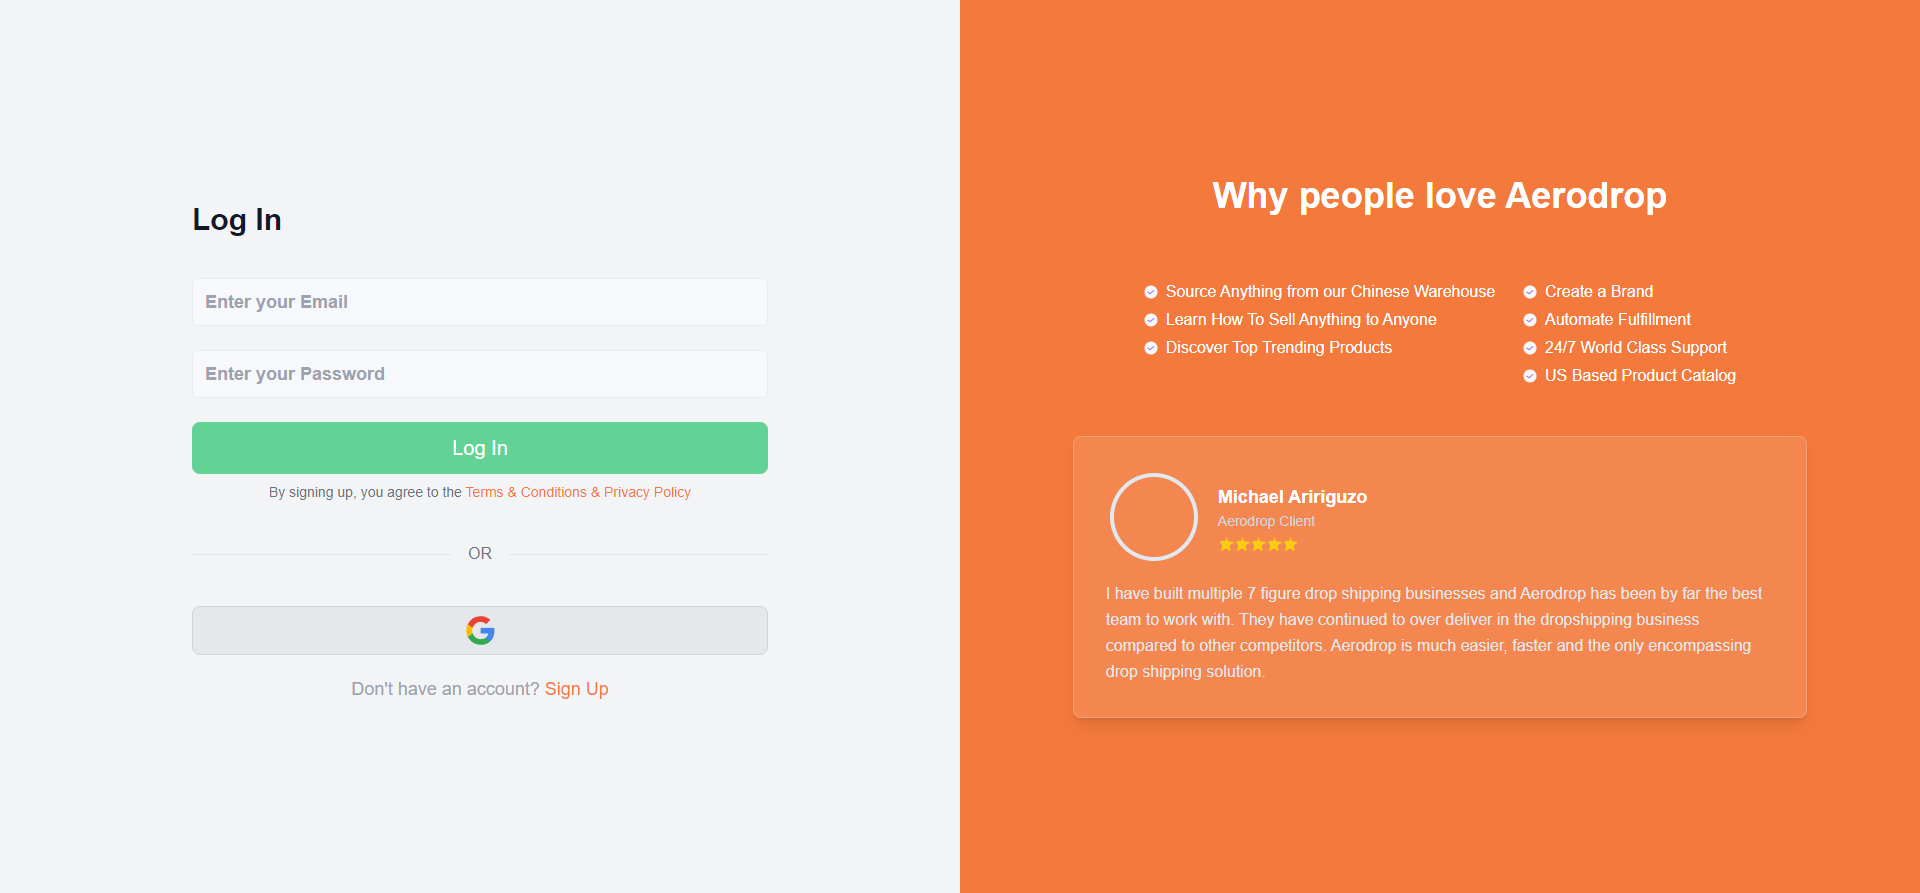 Log In
Enter your Email
Enter your Password
Log In
By signing up, you agree to the Terms & Conditions & Privacy Policy
OR
Don't have an account? Sign Up
Why people love Aerodrop
Source Anything from our Chinese Warehouse
Learn How To Sell Anything to Anyone
Discover Top Trending Products
Create a Brand
Automate Fulfillment
24/7 World Class Support
US Based Product Catalog
Michael Aririguzo
Aerodrop Client
I have built multiple 7 figure drop shipping businesses and Aerodrop has been by far the best
team to work with. They have continued to over deliver in the dropshipping business
compared to other competitors. Aerodrop is much easier, faster and the only encompassing
drop shipping solution.